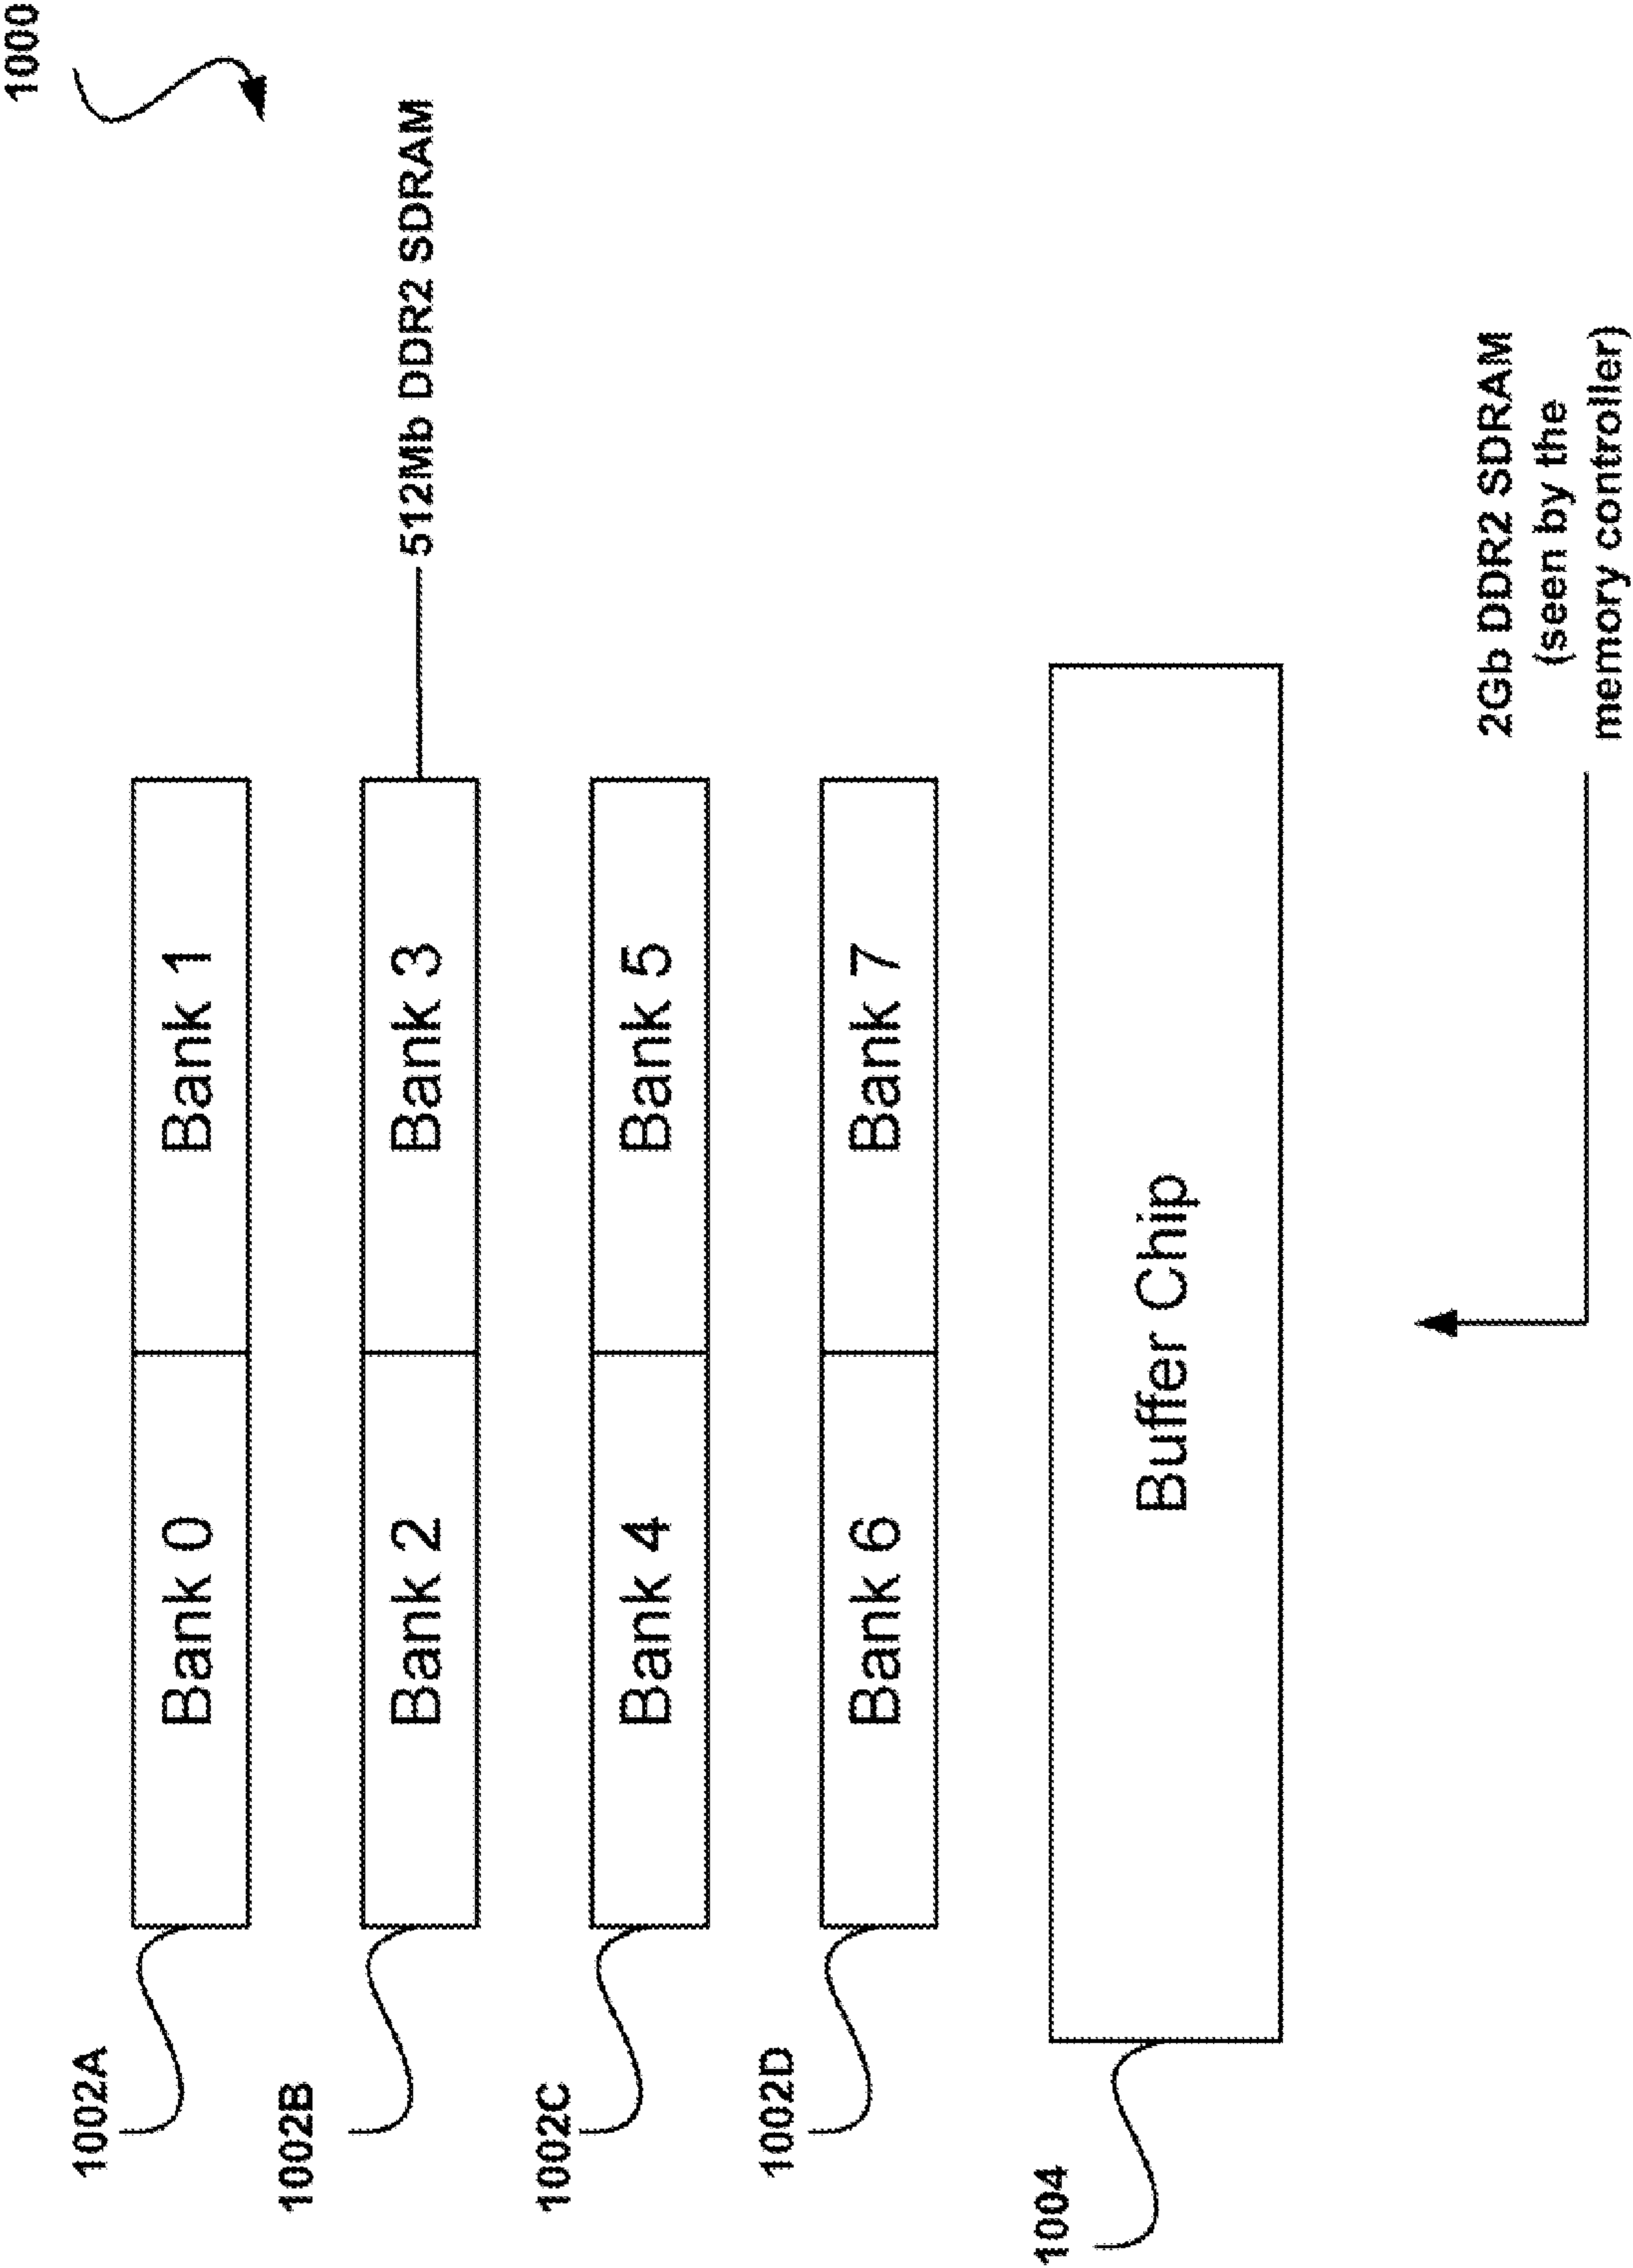 1000
1002A
Bank 0
Bank 1
1002B
Bank 2
Bank 3
512Mb DDR2 SDRAM
1002C
Bank 4
Bank 5
1002D
Bank 6
Bank 7
1004
Buffer Chip
2Gb DDR2 SDRAM
(seen by the
memory controller)